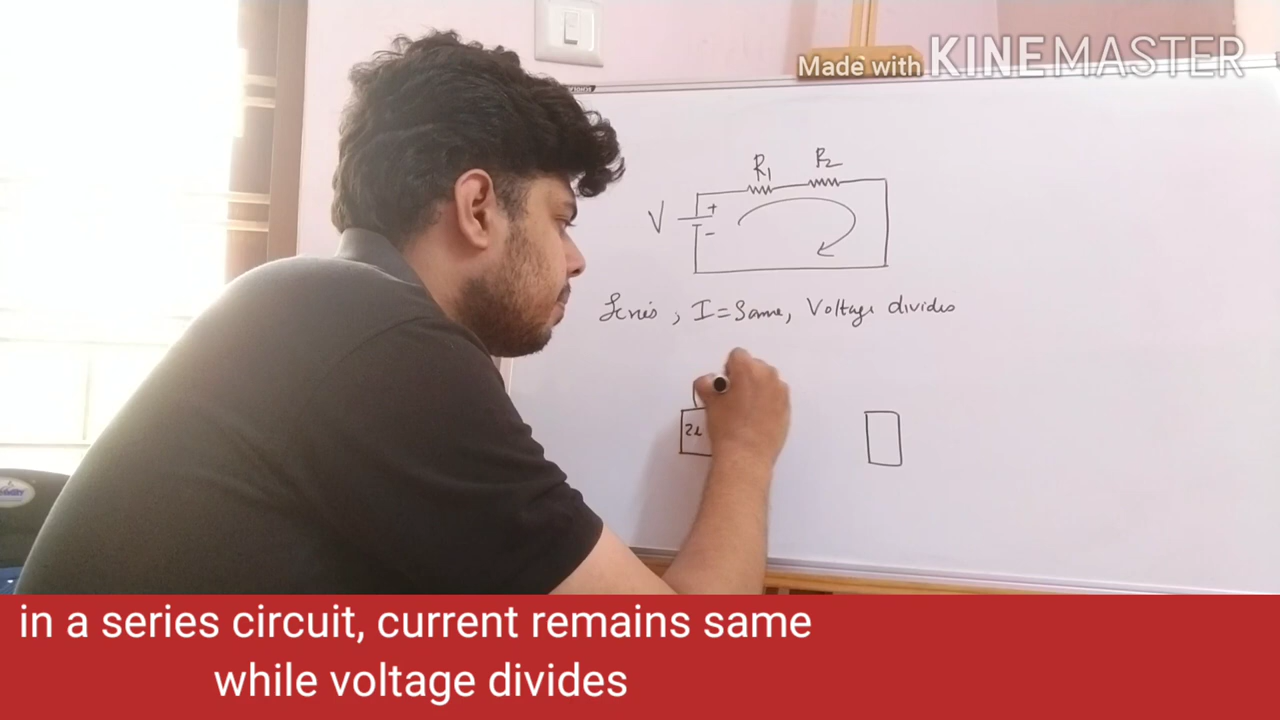 Made with KINEMASTER
R1 R2
V + -
Series, I = Same, Voltage divides
2l
in a series circuit, current remains same
while voltage divides